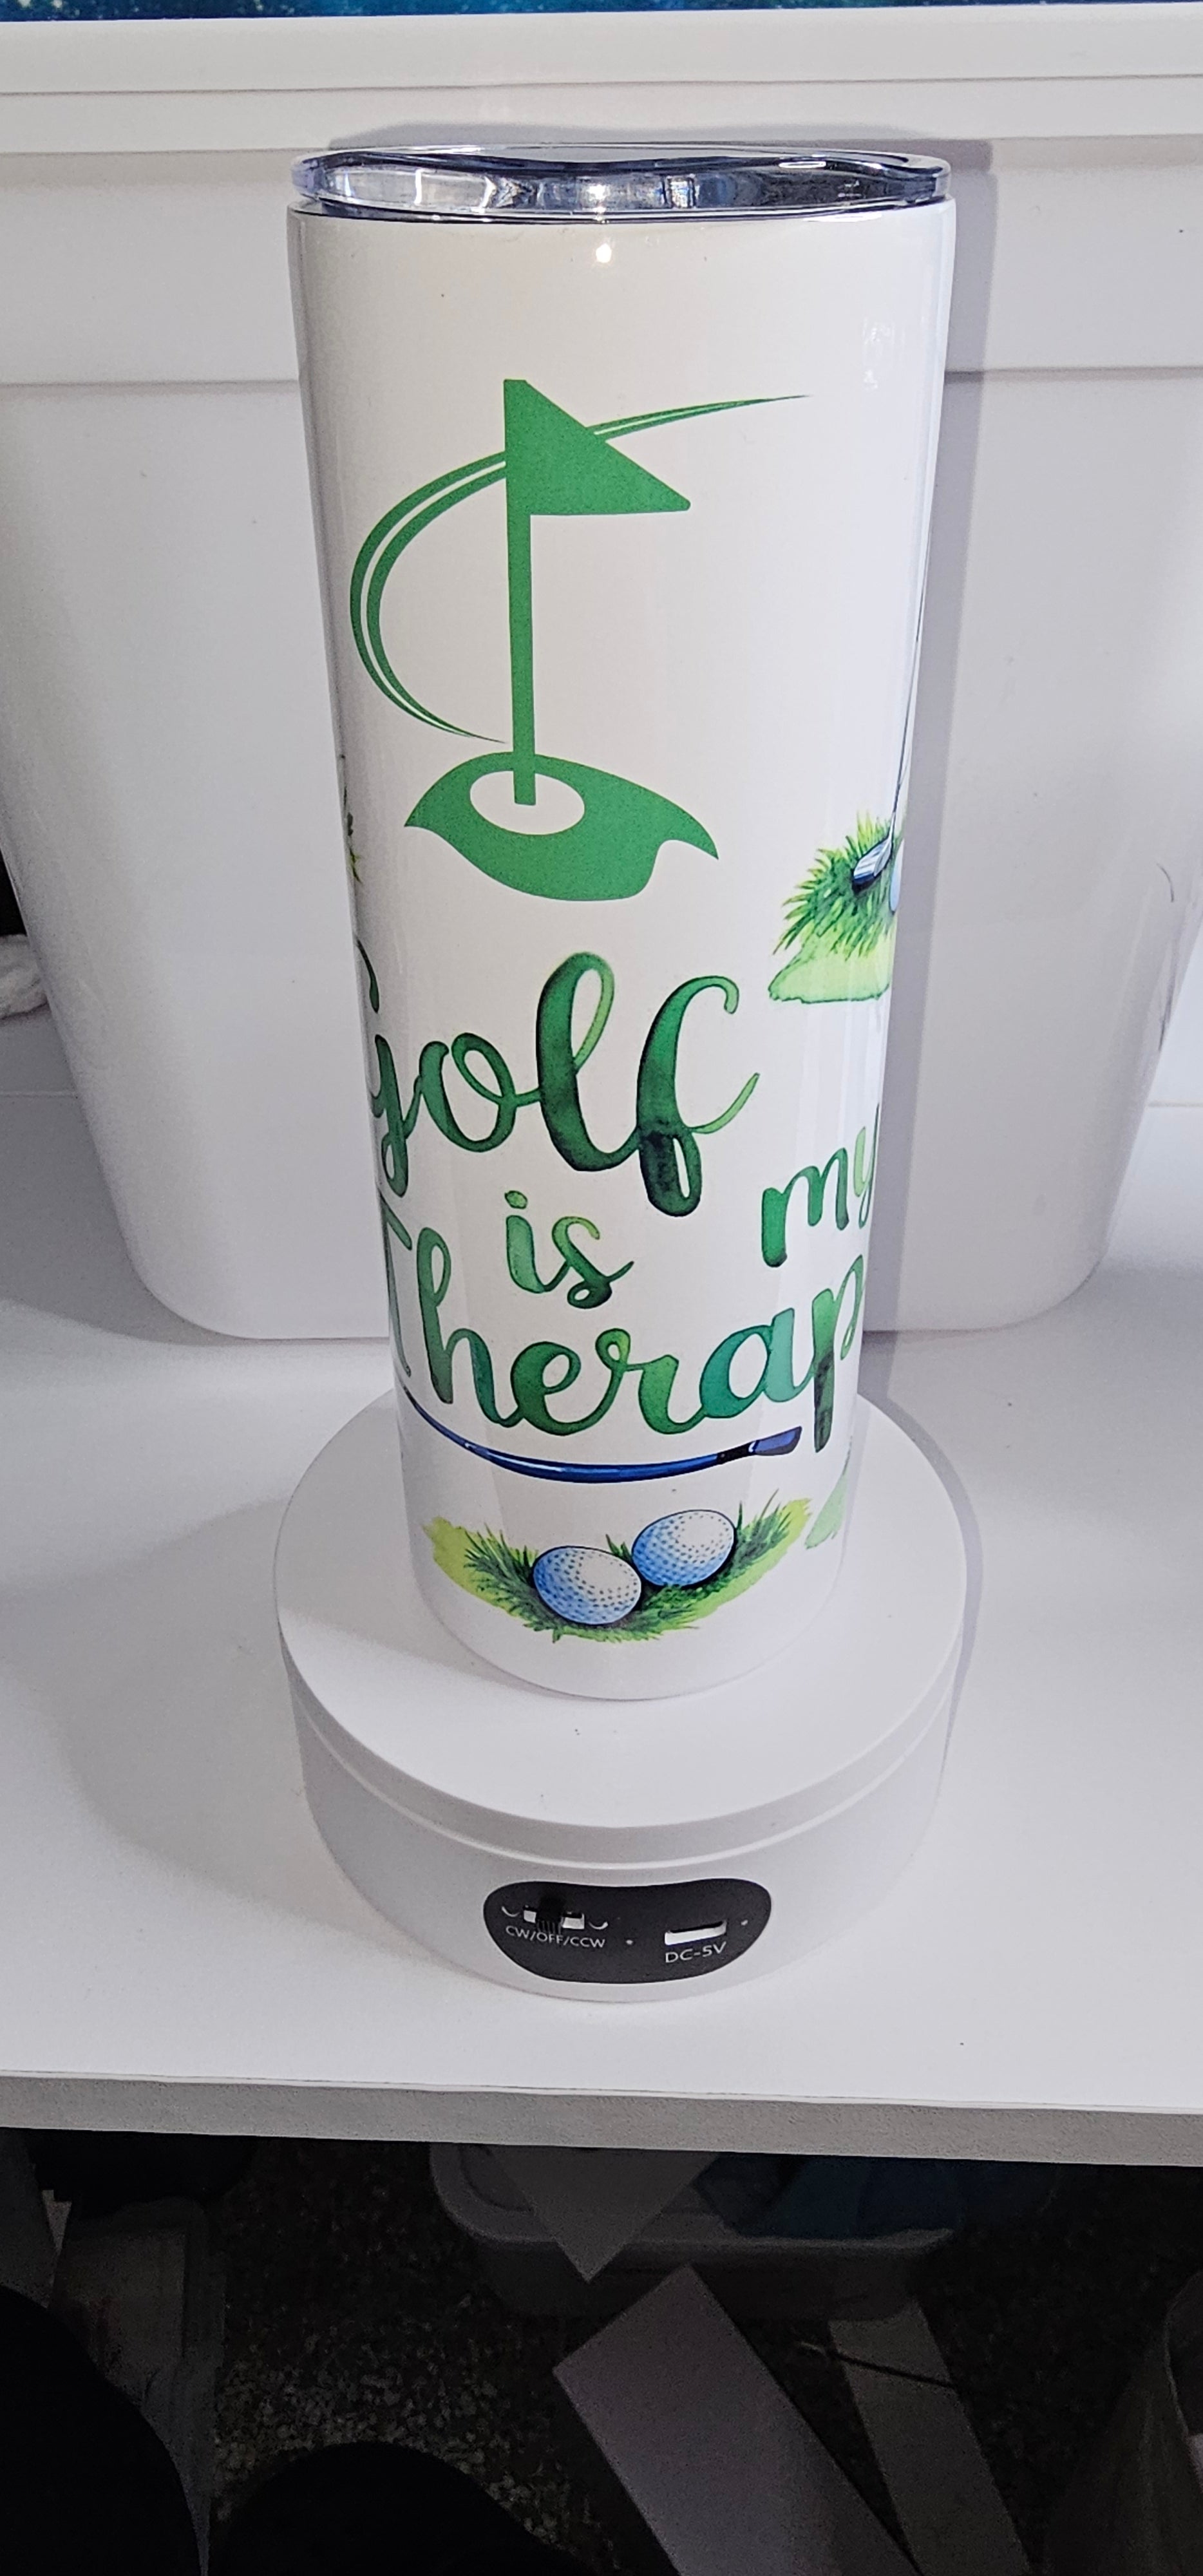 golf
is my
Therap
CW/OFF/CCW
DC-5V